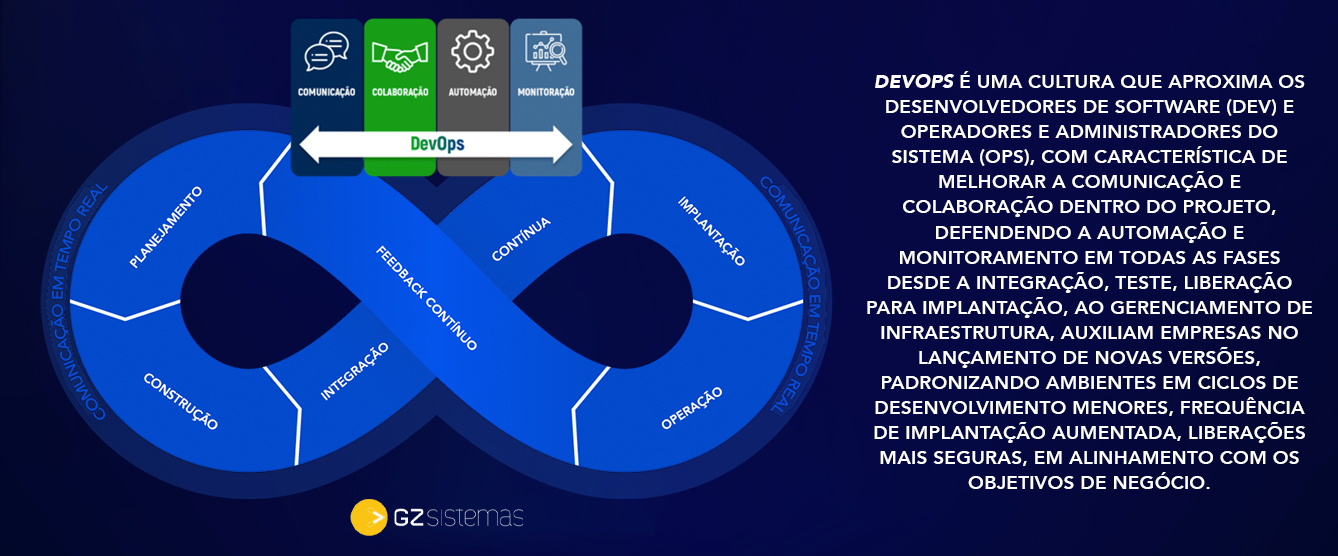 COMUNICAÇÃO
COLABORAÇÃO
AUTOMAÇÃO
MONITORAÇÃO
DevOps
COMUNICAÇÃO EM TEMPO REAL
PLANEJAMENTO
CONSTRUÇÃO
INTEGRAÇÃO
CONTÍNUA
FEEDBACK CONTÍNUO
IMPLANTAÇÃO
OPERAÇÃO
COMUNICAÇÃO EM TEMPO REAL
GZsistemas
DEVOPS É UMA CULTURA QUE APROXIMA OS
DESENVOLVEDORES DE SOFTWARE (DEV) E
OPERADORES E ADMINISTRADORES DO
SISTEMA (OPS), COM CARACTERÍSTICA DE
MELHORAR A COMUNICAÇÃO E
COLABORAÇÃO DENTRO DO PROJETO,
DEFENDENDO A AUTOMAÇÃO E
MONITORAMENTO EM TODAS AS FASES
DESDE A INTEGRAÇÃO, TESTE, LIBERAÇÃO
PARA IMPLANTAÇÃO, AO GERENCIAMENTO DE
INFRAESTRUTURA, AUXILIAM EMPRESAS NO
LANÇAMENTO DE NOVAS VERSÕES,
PADRONIZANDO AMBIENTES EM CICLOS DE
DESENVOLVIMENTO MENORES, FREQUÊNCIA
DE IMPLANTAÇÃO AUMENTADA, LIBERAÇÕES
MAIS SEGURAS, EM ALINHAMENTO COM OS
OBJETIVOS DE NEGÓCIO.